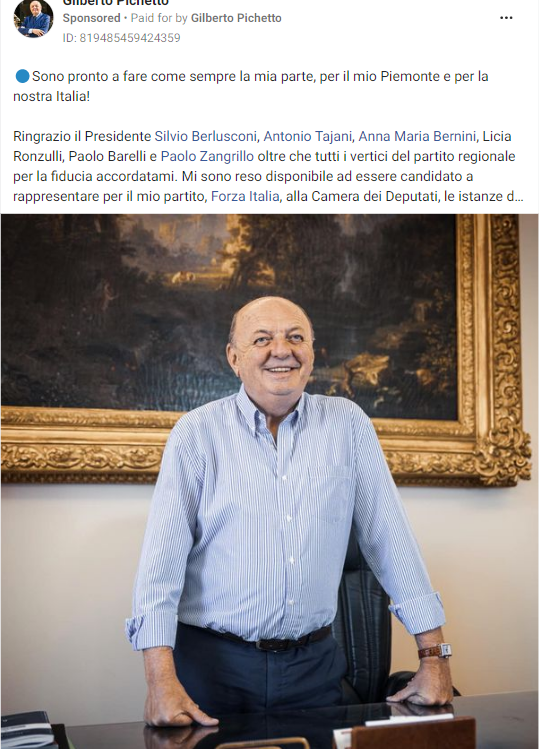 Gilberto Pichetto
Sponsored • Paid for by Gilberto Pichetto
ID: 819485459424359
Sono pronto a fare come sempre la mia parte, per il mio Piemonte e per la
nostra Italia!
Ringrazio il Presidente Silvio Berlusconi, Antonio Tajani, Anna Maria Bernini, Licia
Ronzulli, Paolo Barelli e Paolo Zangrillo oltre che tutti i vertici del partito regionale
per la fiducia accordatami. Mi sono reso disponibile ad essere candidato a
rappresentare per il mio partito, Forza Italia, alla Camera dei Deputati, le istanze d...